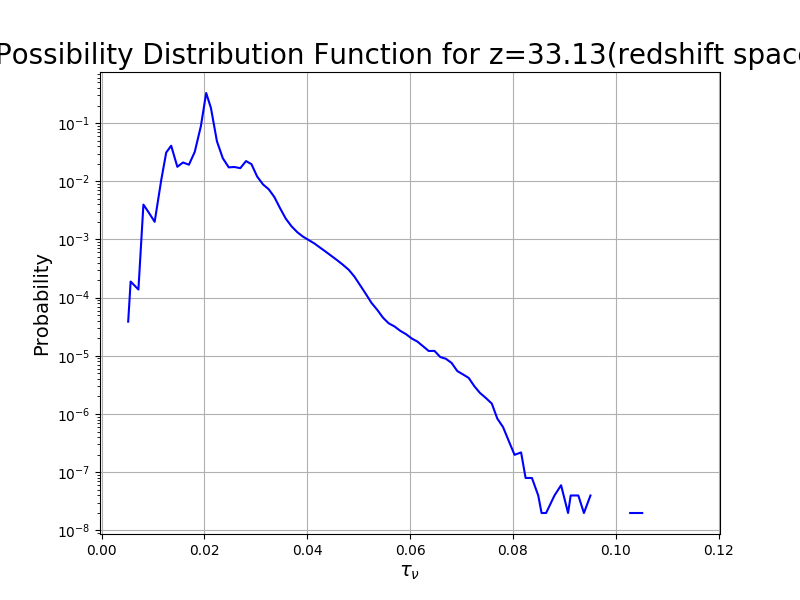 Possibility Distribution Function for z=33.13(redshift space
10⁻¹
10⁻²
10⁻³
10⁻⁴
10⁻⁵
10⁻⁶
10⁻⁷
10⁻⁸
Probability
0.00 0.02 0.04 0.06 0.08 0.10 0.12
τᵥ